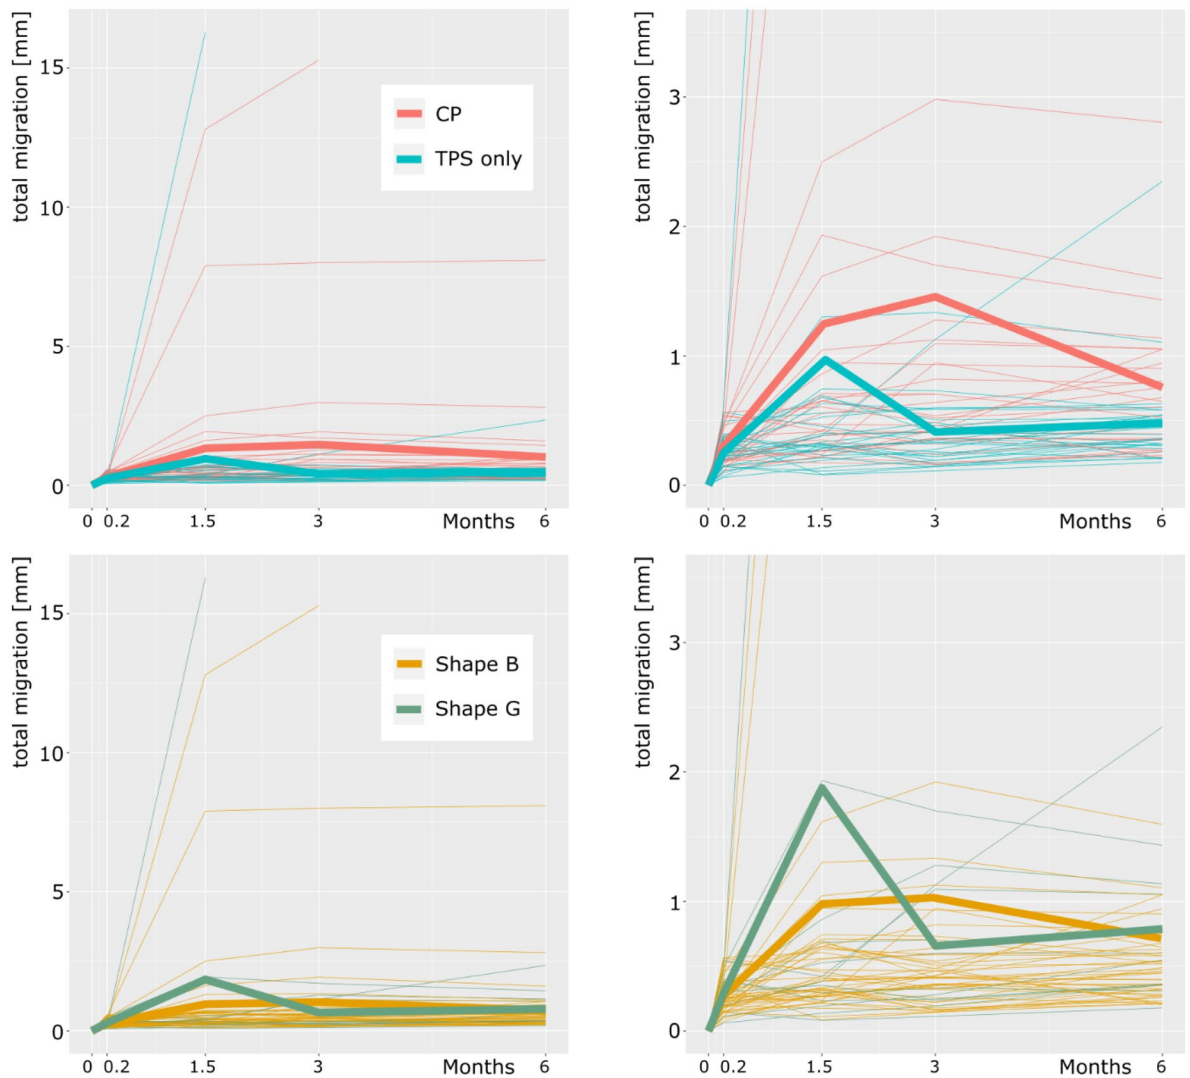 total migration [mm]
15
10
5
0
CP
TPS only
0 0.2 1.5 3 Months 6
total migration [mm]
3
2
1
0
0 0.2 1.5 3 Months 6
total migration [mm]
15
10
5
0
Shape B
Shape G
0 0.2 1.5 3 Months 6
total migration [mm]
3
2
1
0
0 0.2 1.5 3 Months 6